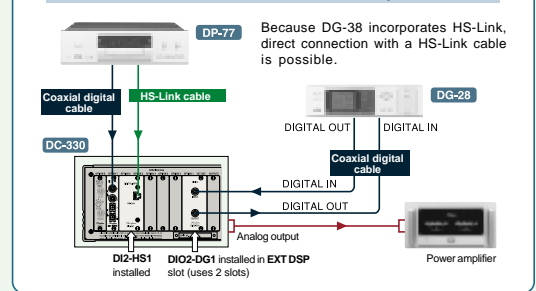 DP-77
Because DG-38 incorporates HS-Link,
direct connection with a HS-Link cable
is possible.
Coaxial digital
cable
HS-Link cable
DG-28
DIGITAL OUT
DIGITAL IN
DC-330
Coaxial digital
cable
DIGITAL IN
DIGITAL OUT
Analog output
DI2-HS1
installed
DIO2-DG1 installed in EXT DSP
slot (uses 2 slots)
Power amplifier